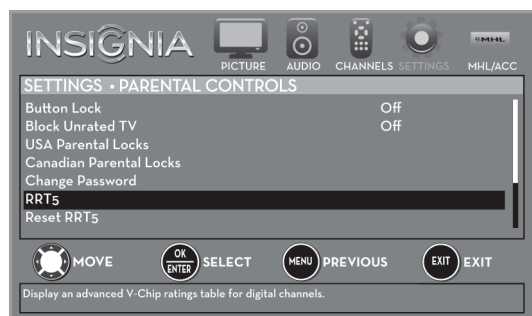 INSIGNIA
PICTURE AUDIO CHANNELS SETTINGS MHL/ACC
MHL
SETTINGS • PARENTAL CONTROLS
Button Lock Off
Block Unrated TV Off
USA Parental Locks
Canadian Parental Locks
Change Password
RRT5
Reset RRT5
MOVE OK ENTER SELECT MENU PREVIOUS EXIT EXIT
Display an advanced V-Chip ratings table for digital channels.